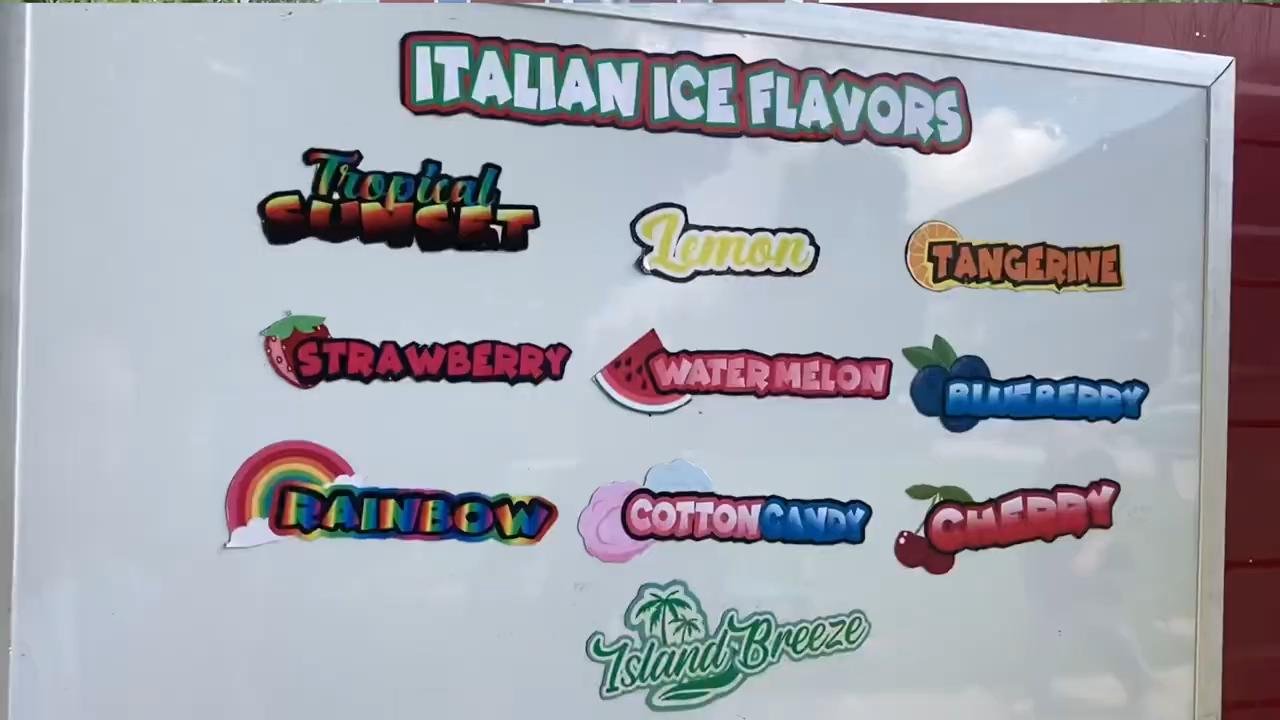 ITALIAN ICE FLAVORS
Tropical
SUNSET
Lemon
TANGERINE
STRAWBERRY
WATERMELON
BLUEBERRY
RAINBOW
COTTON CANDY
CHERRY
Island Breeze